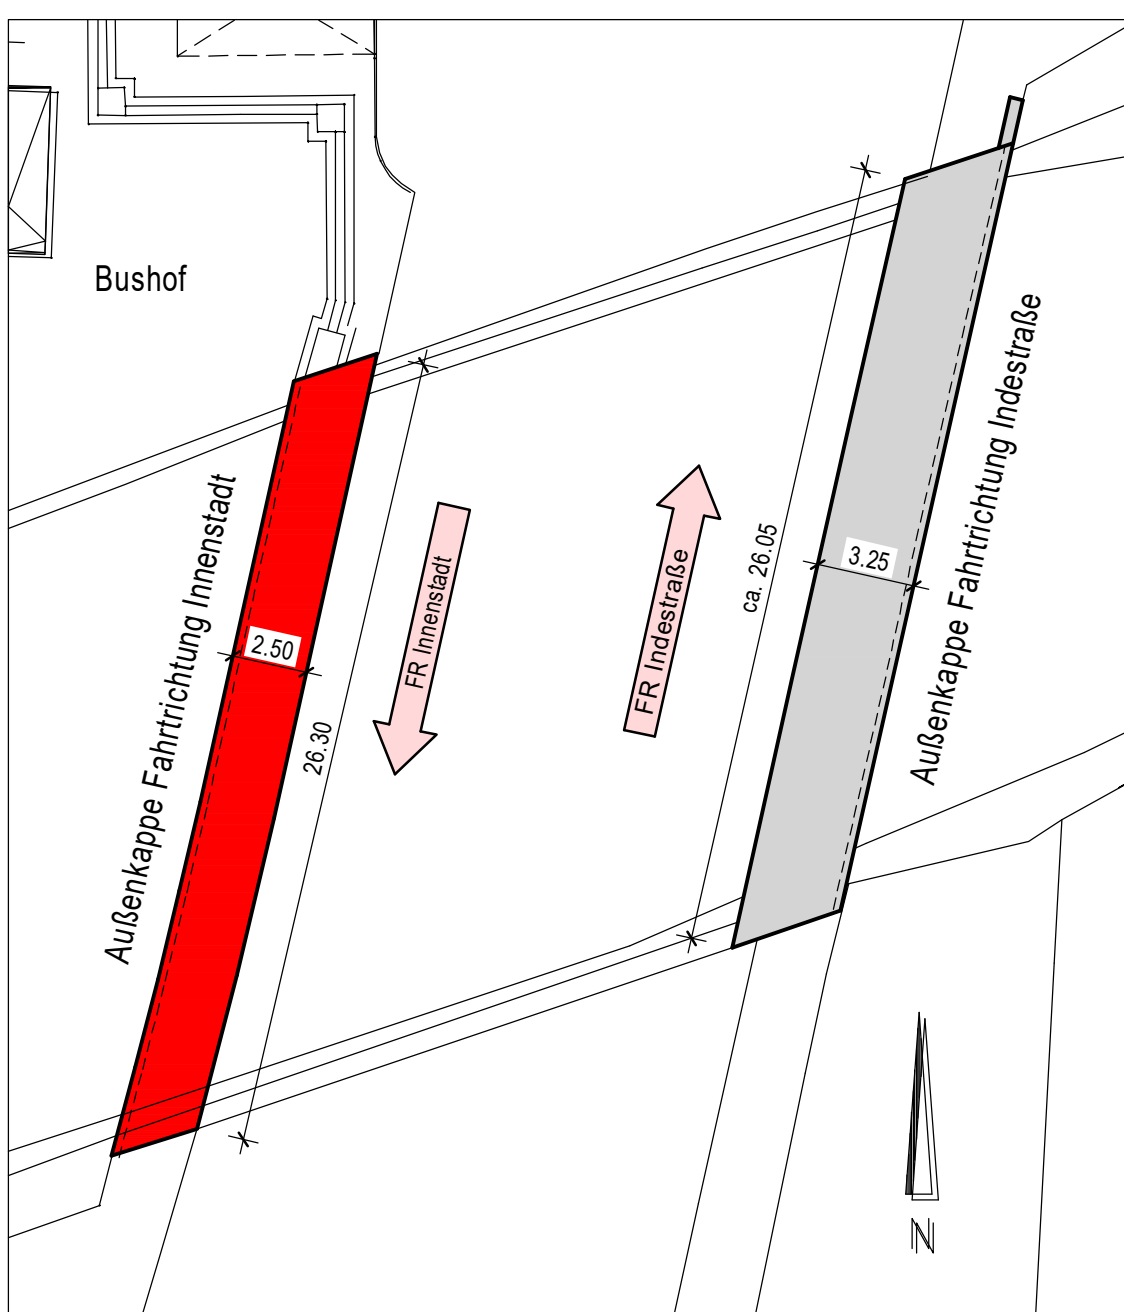 Bushof
Außenkappe Fahrtrichtung Innenstadt
2.50
26.30
FR Innenstadt
FR Indestraße
ca. 26.05
3.25
Außenkappe Fahrtrichtung Indestraße
N